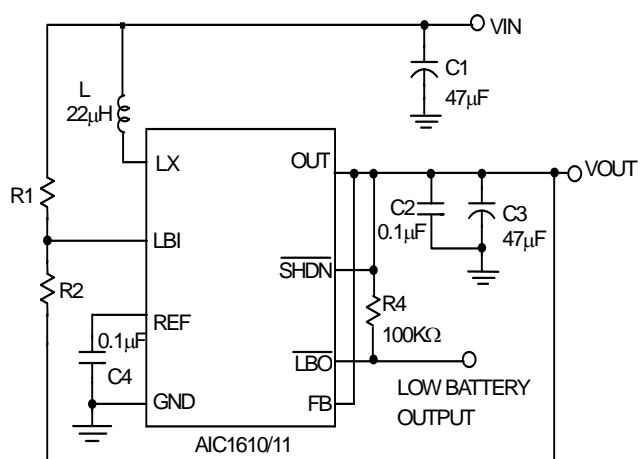 VIN
C1
47μF
L
22μH
LX
OUT
VOUT
R1
C2
0.1μF
C3
47μF
LBI
SHDN
R2
R4
100KΩ
REF
0.1μF
C4
LBO
LOW BATTERY
OUTPUT
GND
FB
AIC1610/11